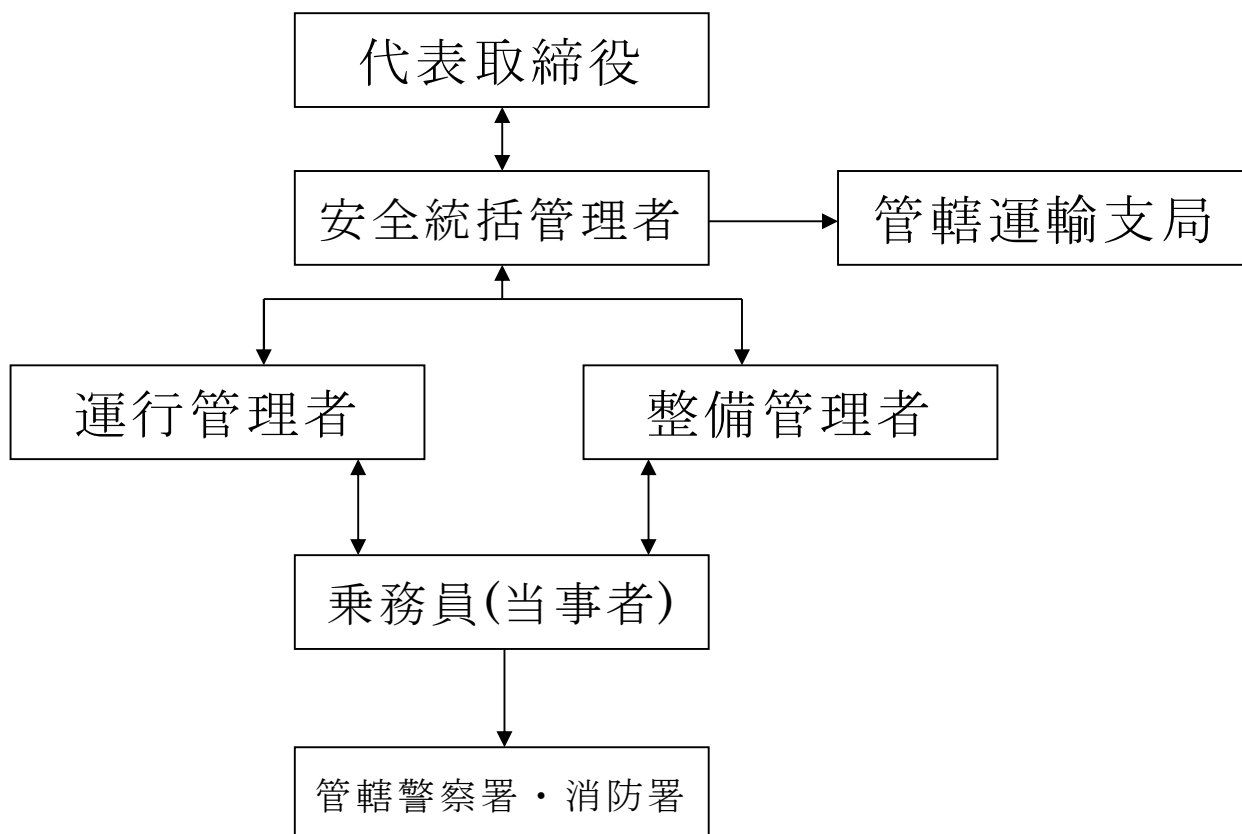 代表取締役
安全統括管理者
管轄運輸支局
運行管理者
整備管理者
乗務員(当事者)
管轄警察署・消防署